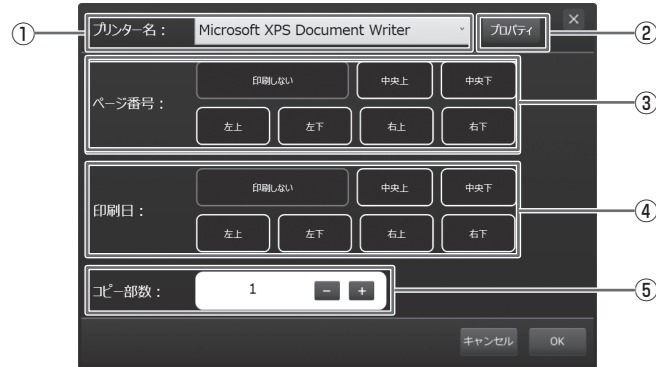 ① プリンター名： Microsoft XPS Document Writer プロパティ × ②
ページ番号： 印刷しない 中央上 中央下 ③
左上 左下 右上 右下
印刷日： 印刷しない 中央上 中央下 ④
左上 左下 右上 右下
コピー部数： 1 − + ⑤
キャンセル OK